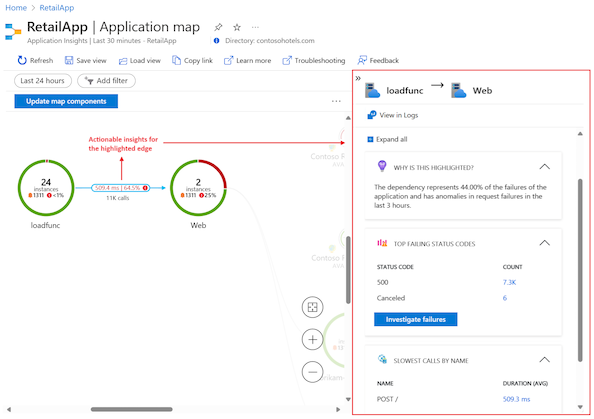 Home > RetailApp >
RetailApp | Application map
Application Insights | Last 30 minutes - RetailApp
Directory: contosohotels.com
Refresh Save view Load view Copy link Learn more Troubleshooting Feedback
Last 24 hours Add filter
Update map components
Actionable insights for
the highlighted edge
24
instances
1311 <1%
loadfunc
509.4 ms | 64.5%
11K calls
2
instances
1311 25%
Web
Contoso
Contoso
loadfunc → Web
View in Logs
Expand all
WHY IS THIS HIGHLIGHTED?
The dependency represents 44.00% of the failures of the
application and has anomalies in request failures in the
last 3 hours.
TOP FAILING STATUS CODES
STATUS CODE COUNT
500 7.3K
Canceled 6
Investigate failures
SLOWEST CALLS BY NAME
NAME DURATION (AVG)
POST / 509.3 ms